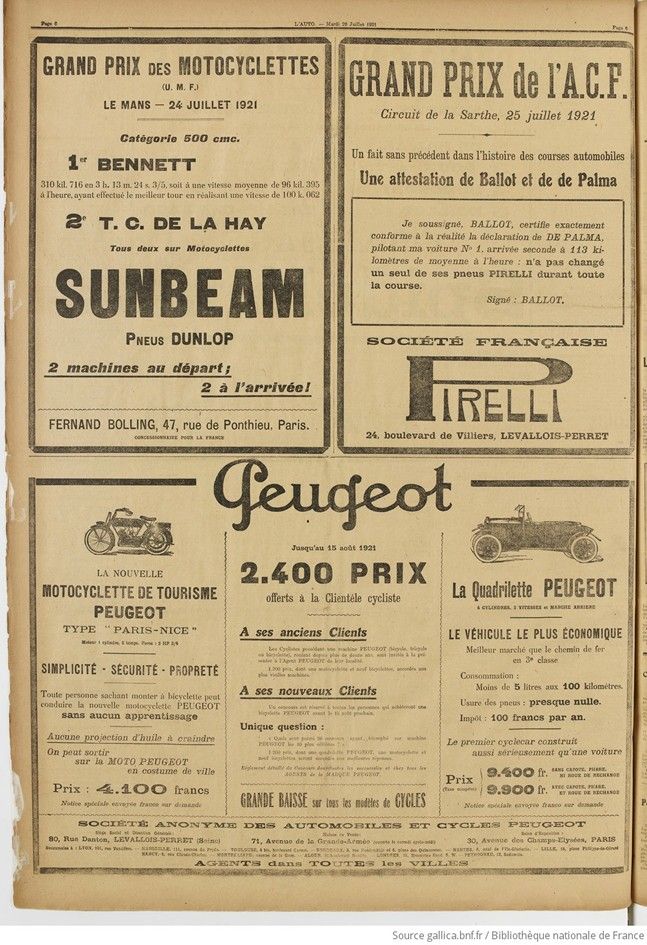 Page 6
L'AUTO. — Mardi 26 Juillet 1921
Page 6
GRAND PRIX DES MOTOCYCLETTES
(U. M. F.)
LE MANS — 24 JUILLET 1921
Catégorie 500 cmc.
1er BENNETT
310 kil. 716 en 3 h. 13 m. 24 s. 3/5, soit à une vitesse moyenne de 96 kil. 395
à l'heure, ayant effectué le meilleur tour en réalisant une vitesse de 100 k. 062
2e T. C. DE LA HAY
Tous deux sur Motocyclettes
SUNBEAM
PNEUS DUNLOP
2 machines au départ;
2 à l'arrivée!
FERNAND BOLLING, 47, rue de Ponthieu, Paris.
CONCESSIONNAIRE POUR LA FRANCE
GRAND PRIX de l'A.C.F.
Circuit de la Sarthe, 25 juillet 1921
Un fait sans précédent dans l'histoire des courses automobiles
Une attestation de Ballot et de de Palma
Je soussigné, BALLOT, certifie exactement
conforme à la réalité la déclaration de DE PALMA,
pilotant ma voiture No 1, arrivée seconde à 113 ki-
lomètres de moyenne à l'heure : n'a pas changé
un seul de ses pneus PIRELLI durant toute
la course.
Signé : BALLOT.
SOCIÉTÉ FRANÇAISE
PIRELLI
24, boulevard de Villiers, LEVALLOIS-PERRET
Peugeot
LA NOUVELLE
MOTOCYCLETTE DE TOURISME
PEUGEOT
TYPE "PARIS-NICE"
SIMPLICITÉ - SÉCURITÉ - PROPRETÉ
Toute personne sachant monter à bicyclette peut
conduire la nouvelle motocyclette PEUGEOT
sans aucun apprentissage
Aucune projection d'huile à craindre
On peut sortir
sur la MOTO PEUGEOT
en costume de ville
Prix : 4.100 francs
Notice spéciale envoyée franco sur demande
Jusqu'au 15 août 1921
2.400 PRIX
offerts à la Clientèle cycliste
A ses anciens Clients
A ses nouveaux Clients
Unique question :
GRANDE BAISSE sur tous les modèles de CYCLES
La Quadrilette PEUGEOT
4 CYLINDRES, 3 VITESSES ET MARCHE ARRIÈRE
LE VÉHICULE LE PLUS ÉCONOMIQUE
Meilleur marché que le chemin de fer
en 3e classe
Consommation :
Moins de 5 litres aux 100 kilomètres.
Usure des pneus : presque nulle.
Impôt : 100 francs par an.
Le premier cyclecar construit
aussi sérieusement qu'une voiture
Prix
9.400 fr. SANS CAPOTE, PHARE, NI ROUE DE RECHANGE
9.900 fr. AVEC CAPOTE, PHARE, ET ROUE DE RECHANGE
Notice spéciale envoyée franco sur demande
SOCIÉTÉ ANONYME DES AUTOMOBILES ET CYCLES PEUGEOT
80, Rue Danton, LEVALLOIS-PERRET (Seine)
71, Avenue de la Grande-Armée
30, Avenue des Champs-Elysées, PARIS
AGENTS dans TOUTES les VILLES
Source gallica.bnf.fr / Bibliothèque nationale de France